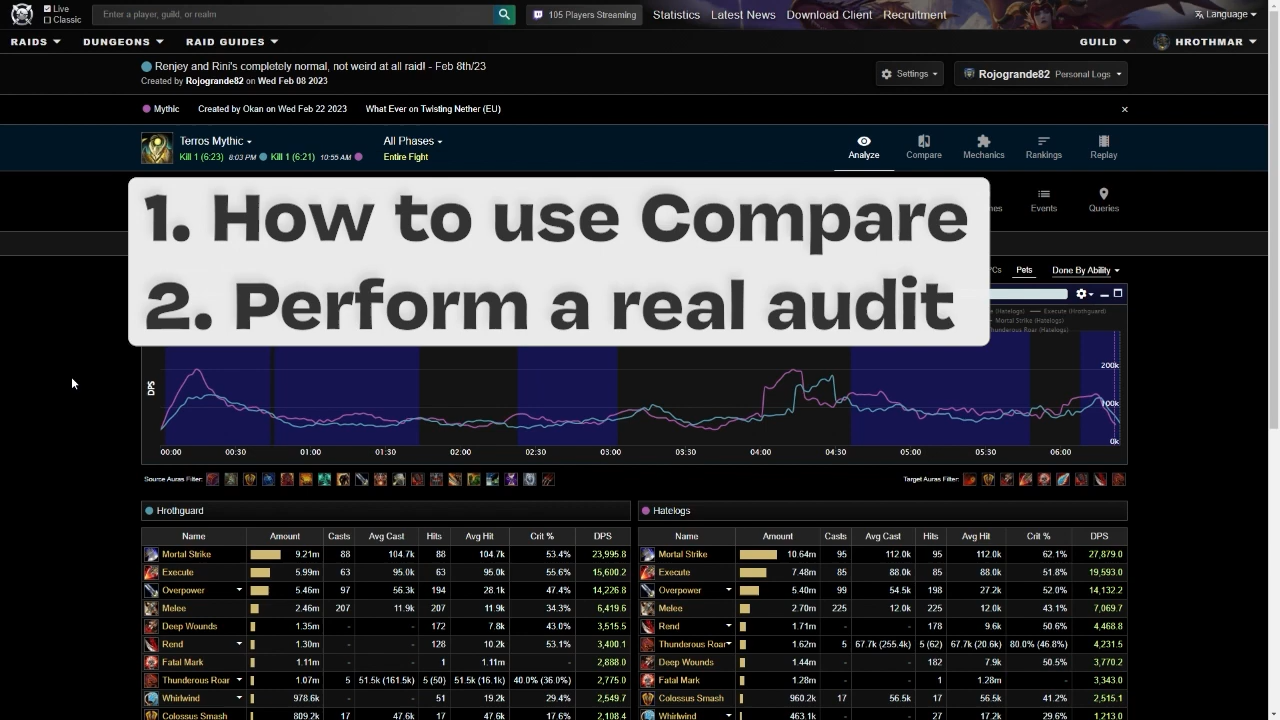 Live
Classic
Enter a player, guild, or realm
105 Players Streaming
Statistics Latest News Download Client Recruitment
Language
RAIDS DUNGEONS RAID GUIDES
GUILD HROTHMAR
Renjey and Rini's completely normal, not weird at all raid! - Feb 8th/23
Created by Rojogrande82 on Wed Feb 08 2023
Settings
Rojogrande82 Personal Logs
Mythic Created by Okan on Wed Feb 22 2023 What Ever on Twisting Nether (EU)
×
Terros Mythic
Kill 1 (6:23) 8:03 PM Kill 1 (6:21) 10:55 AM
All Phases
Entire Fight
Analyze Compare Mechanics Rankings Replay
Events Queries
1. How to use Compare
2. Perform a real audit
Pets Done By Ability
(Hatelogs) Execute (Hrothguard)
Mortal Strike (Hatelogs)
Thunderous Roar (Hatelogs)
DPS
200k
100k
0k
00:00 00:30 01:00 01:30 02:00 02:30 03:00 03:30 04:00 04:30 05:00 05:30 06:00
Source Auras Filter:
Target Auras Filter:
Hrothguard
Name Amount Casts Avg Cast Hits Avg Hit Crit % DPS
Mortal Strike 9.21m 88 104.7k 88 104.7k 53.4% 23,995.8
Execute 5.99m 63 95.0k 63 95.0k 55.6% 15,600.2
Overpower 5.46m 97 56.3k 194 28.1k 47.4% 14,226.8
Melee 2.46m 207 11.9k 207 11.9k 34.3% 6,419.6
Deep Wounds 1.35m - - 172 7.8k 43.0% 3,515.5
Rend 1.30m - - 128 10.2k 53.1% 3,400.1
Fatal Mark 1.11m - - 1 1.11m - 2,888.0
Thunderous Roar 1.07m 5 51.5k (161.5k) 5 (50) 51.5k (16.1k) 40.0% (36.0%) 2,775.0
Whirlwind 978.6k - - 51 19.2k 29.4% 2,549.7
Colossus Smash 809.2k 17 47.6k 17 47.6k 17.6% 2,108.4
Hatelogs
Name Amount Casts Avg Cast Hits Avg Hit Crit % DPS
Mortal Strike 10.64m 95 112.0k 95 112.0k 62.1% 27,879.0
Execute 7.48m 85 88.0k 85 88.0k 51.8% 19,593.0
Overpower 5.40m 99 54.5k 198 27.2k 52.0% 14,132.2
Melee 2.70m 225 12.0k 225 12.0k 43.1% 7,069.7
Rend 1.71m - - 178 9.6k 50.6% 4,468.8
Thunderous Roar 1.62m 5 67.7k (255.4k) 5 (62) 67.7k (20.6k) 80.0% (46.8%) 4,231.5
Deep Wounds 1.44m - - 182 7.9k 50.5% 3,770.2
Fatal Mark 1.28m - - 1 1.28m - 3,343.0
Colossus Smash 960.2k 17 56.5k 17 56.5k 41.2% 2,515.1
Whirlwind 463.1k - - 27 17.2k 29.6% 1,213.0